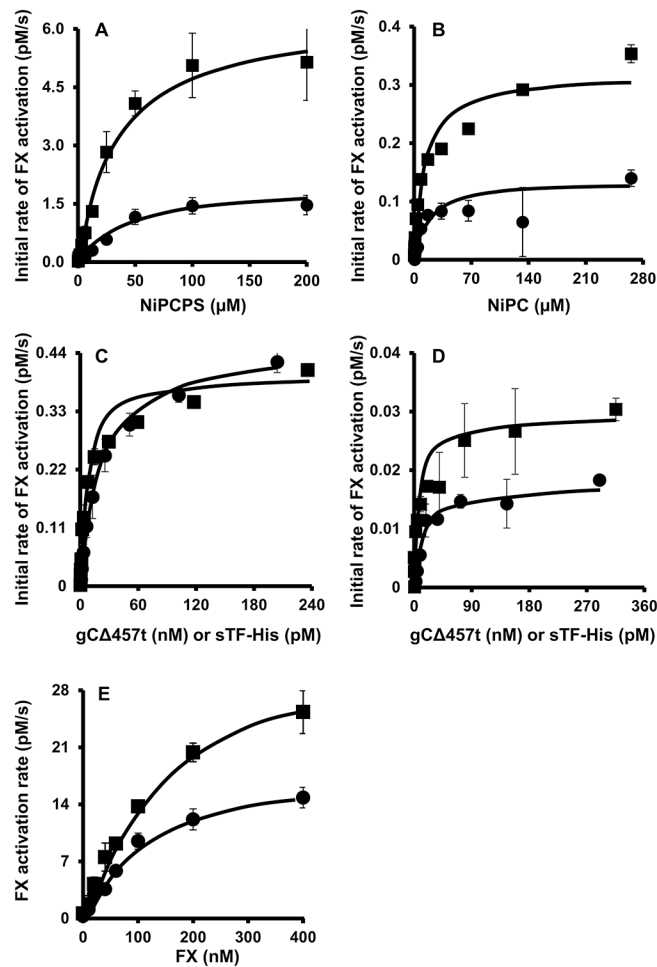 A
Initial rate of FX activation (pM/s)
6.0
4.5
3.0
1.5
0.0
0 50 100 150 200
NiPCPS (µM)
B
Initial rate of FX activation (pM/s)
0.4
0.3
0.2
0.1
0.0
0 70 140 210 280
NiPC (µM)
C
Initial rate of FX activation (pM/s)
0.44
0.33
0.22
0.11
0
0 60 120 180 240
gCΔ457t (nM) or sTF-His (pM)
D
Initial rate of FX activation (pM/s)
0.04
0.03
0.02
0.01
0
0 90 180 270 360
gCΔ457t (nM) or sTF-His (pM)
E
FX activation rate (pM/s)
28
21
14
7
0
0 100 200 300 400
FX (nM)